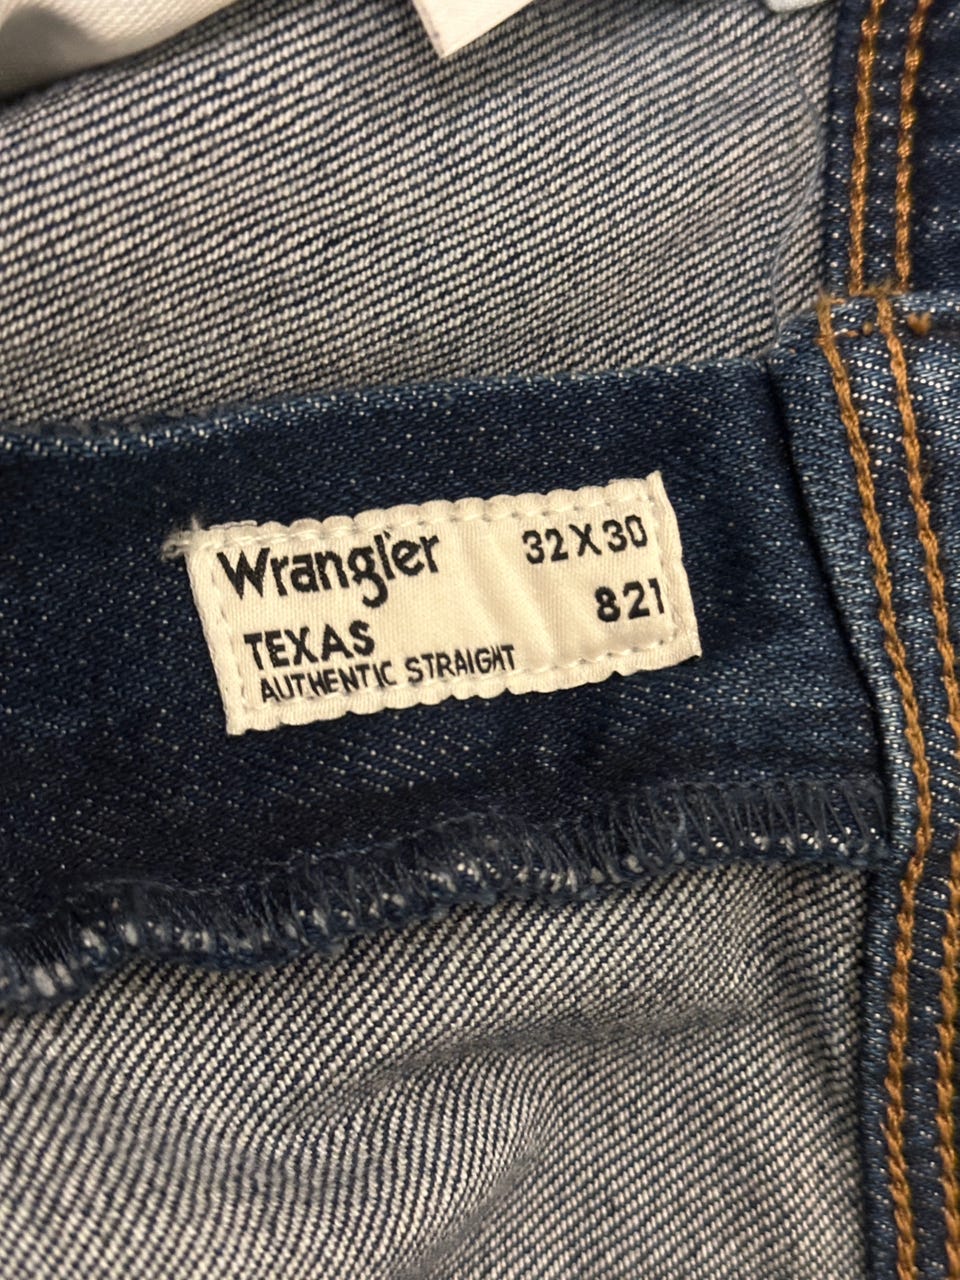 Wrangler 32X30
821
TEXAS
AUTHENTIC STRAIGHT